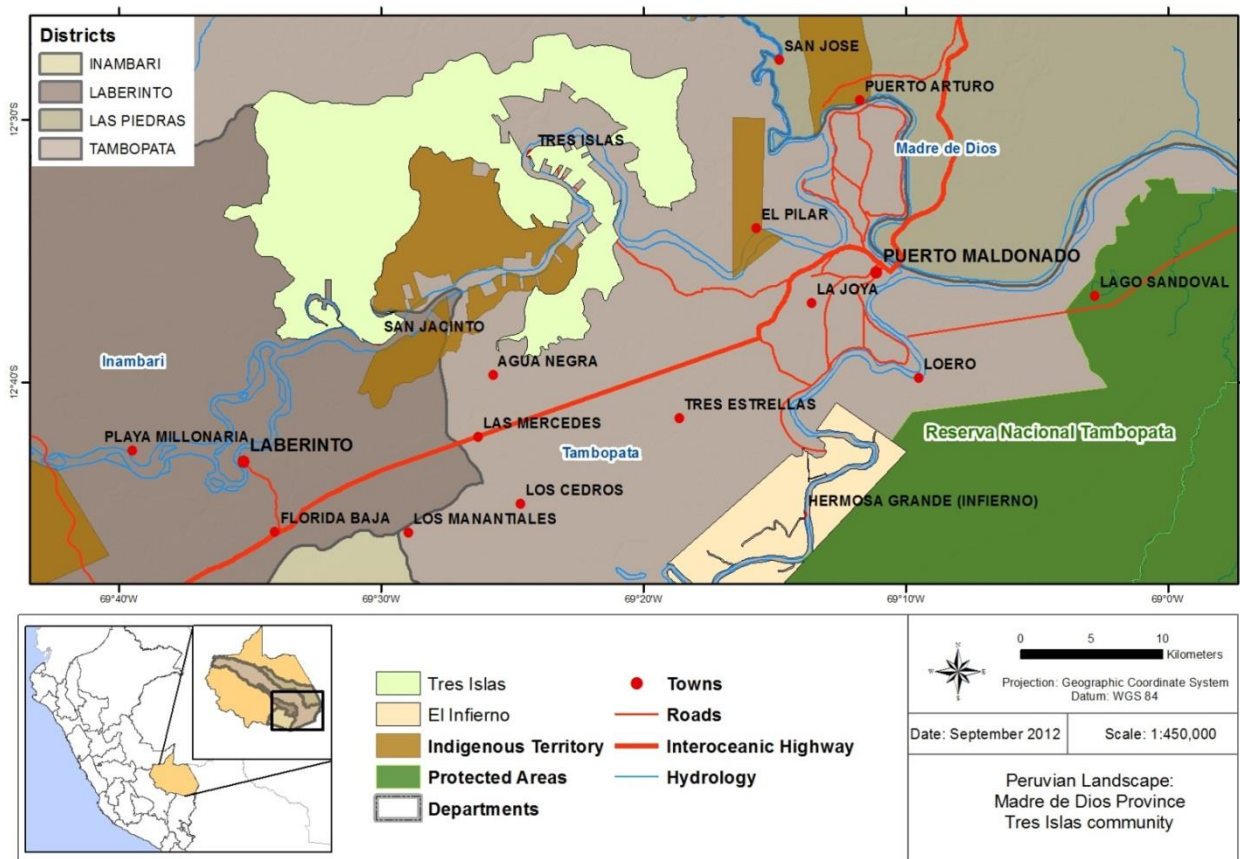 Districts
INAMBARI
LABERINTO
LAS PIEDRAS
TAMBOPATA
SAN JOSE
PUERTO ARTURO
12°30'S
TRES ISLAS
Madre de Dios
EL PILAR
PUERTO MALDONADO
LA JOYA
LAGO SANDOVAL
SAN JACINTO
Inambari
AGUA NEGRA
LOERO
12°40'S
12°40'S
TRES ESTRELLAS
LAS MERCEDES
PLAYA MILLONARIA
LABERINTO
Tambopata
Reserva Nacional Tambopata
LOS CEDROS
HERMOSA GRANDE (INFIERNO)
FLORIDA BAJA
LOS MANANTIALES
69°40'W
69°30'W
69°20'W
69°10'W
69°0'W
Tres Islas
El Infierno
Indigenous Territory
Protected Areas
Departments
Towns
Roads
Interoceanic Highway
Hydrology
N
W
E
S
0 5 10
Kilometers
Projection: Geographic Coordinate System
Datum: WGS 84
Date: September 2012
Scale: 1:450,000
Peruvian Landscape:
Madre de Dios Province
Tres Islas community